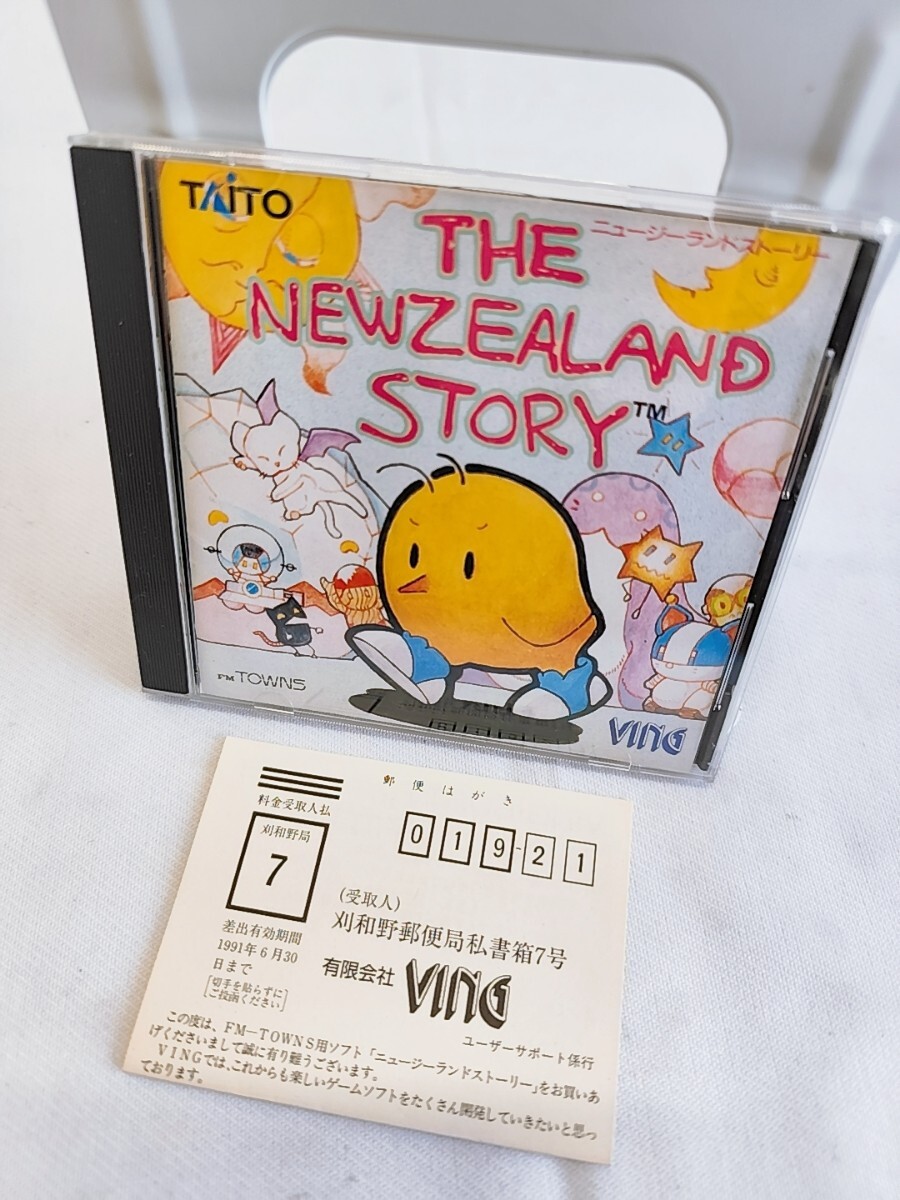 TAITO
ニュージーランドストーリー
THE
NEWZEALAND
STORY™
FM TOWNS
VING
郵便はがき
料金受取人払
刈和野局
7
差出有効期間
1991年6月30
日まで
[切手を貼らずに
ご投函ください]
019-21
(受取人)
刈和野郵便局私書箱7号
有限会社 VING
ユーザーサポート係行
この度は、FM-TOWNS用ソフト「ニュージーランドストーリー」をお買いあ
げくださいまして誠に有り難うございます。
VINGでは、これからも楽しいゲームソフトをたくさん開発していきたいと思っ
ております。